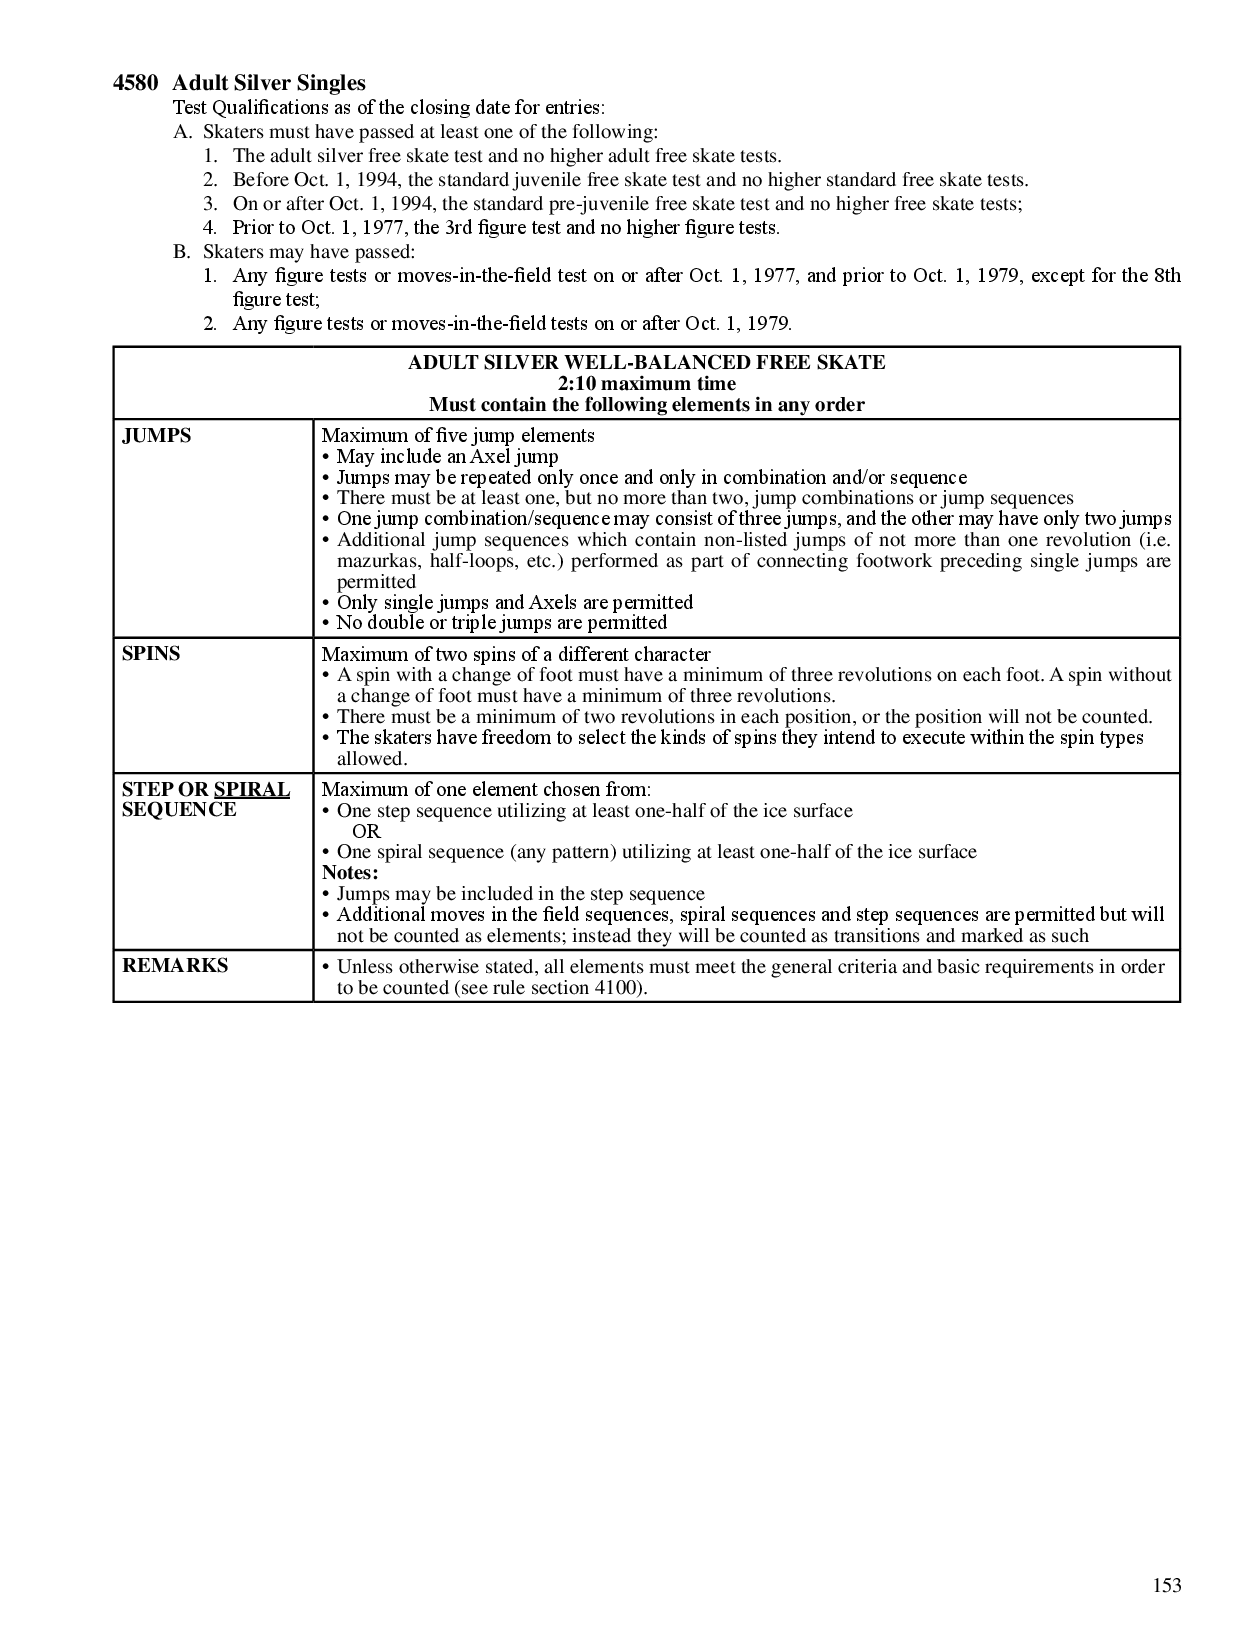 4580 Adult Silver Singles
Test Qualifications as of the closing date for entries:
A. Skaters must have passed at least one of the following:
1. The adult silver free skate test and no higher adult free skate tests.
2. Before Oct. 1, 1994, the standard juvenile free skate test and no higher standard free skate tests.
3. On or after Oct. 1, 1994, the standard pre-juvenile free skate test and no higher free skate tests;
4. Prior to Oct. 1, 1977, the 3rd figure test and no higher figure tests.
B. Skaters may have passed:
1. Any figure tests or moves-in-the-field test on or after Oct. 1, 1977, and prior to Oct. 1, 1979, except for the 8th
figure test;
2. Any figure tests or moves-in-the-field tests on or after Oct. 1, 1979.
ADULT SILVER WELL-BALANCED FREE SKATE
2:10 maximum time
Must contain the following elements in any order
JUMPS
Maximum of five jump elements
• May include an Axel jump
• Jumps may be repeated only once and only in combination and/or sequence
• There must be at least one, but no more than two, jump combinations or jump sequences
• One jump combination/sequence may consist of three jumps, and the other may have only two jumps
• Additional jump sequences which contain non-listed jumps of not more than one revolution (i.e.
mazurkas, half-loops, etc.) performed as part of connecting footwork preceding single jumps are
permitted
• Only single jumps and Axels are permitted
• No double or triple jumps are permitted
SPINS
Maximum of two spins of a different character
• A spin with a change of foot must have a minimum of three revolutions on each foot. A spin without
a change of foot must have a minimum of three revolutions.
• There must be a minimum of two revolutions in each position, or the position will not be counted.
• The skaters have freedom to select the kinds of spins they intend to execute within the spin types
allowed.
STEP OR SPIRAL
SEQUENCE
Maximum of one element chosen from:
• One step sequence utilizing at least one-half of the ice surface
OR
• One spiral sequence (any pattern) utilizing at least one-half of the ice surface
Notes:
• Jumps may be included in the step sequence
• Additional moves in the field sequences, spiral sequences and step sequences are permitted but will
not be counted as elements; instead they will be counted as transitions and marked as such
REMARKS
• Unless otherwise stated, all elements must meet the general criteria and basic requirements in order
to be counted (see rule section 4100).
153